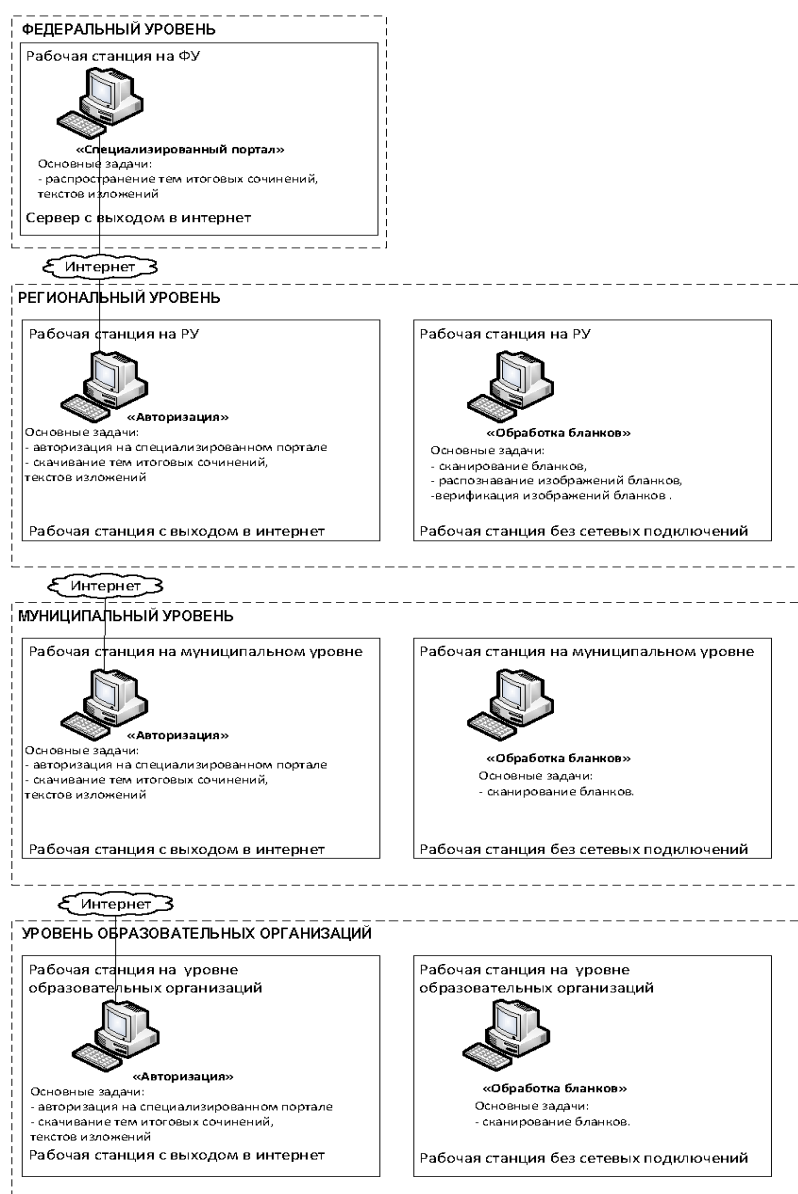 ФЕДЕРАЛЬНЫЙ УРОВЕНЬ
Рабочая станция на ФУ
«Специализированный портал»
Основные задачи:
- распространение тем итоговых сочинений,
текстов изложений
Сервер с выходом в интернет
Интернет
РЕГИОНАЛЬНЫЙ УРОВЕНЬ
Рабочая станция на РУ
«Авторизация»
Основные задачи:
- авторизация на специализированном портале
- скачивание тем итоговых сочинений,
текстов изложений
Рабочая станция с выходом в интернет
Рабочая станция на РУ
«Обработка бланков»
Основные задачи:
- сканирование бланков,
- распознавание изображений бланков,
-верификация изображений бланков .
Рабочая станция без сетевых подключений
Интернет
МУНИЦИПАЛЬНЫЙ УРОВЕНЬ
Рабочая станция на муниципальном уровне
«Авторизация»
Основные задачи:
- авторизация на специализированном портале
- скачивание тем итоговых сочинений,
текстов изложений
Рабочая станция с выходом в интернет
Рабочая станция на муниципальном уровне
«Обработка бланков»
Основные задачи:
- сканирование бланков.
Рабочая станция без сетевых подключений
Интернет
УРОВЕНЬ ОБРАЗОВАТЕЛЬНЫХ ОРГАНИЗАЦИЙ
Рабочая станция на уровне
образовательных организаций
«Авторизация»
Основные задачи:
- авторизация на специализированном портале
- скачивание тем итоговых сочинений,
текстов изложений
Рабочая станция с выходом в интернет
Рабочая станция на уровне
образовательных организаций
«Обработка бланков»
Основные задачи:
- сканирование бланков.
Рабочая станция без сетевых подключений